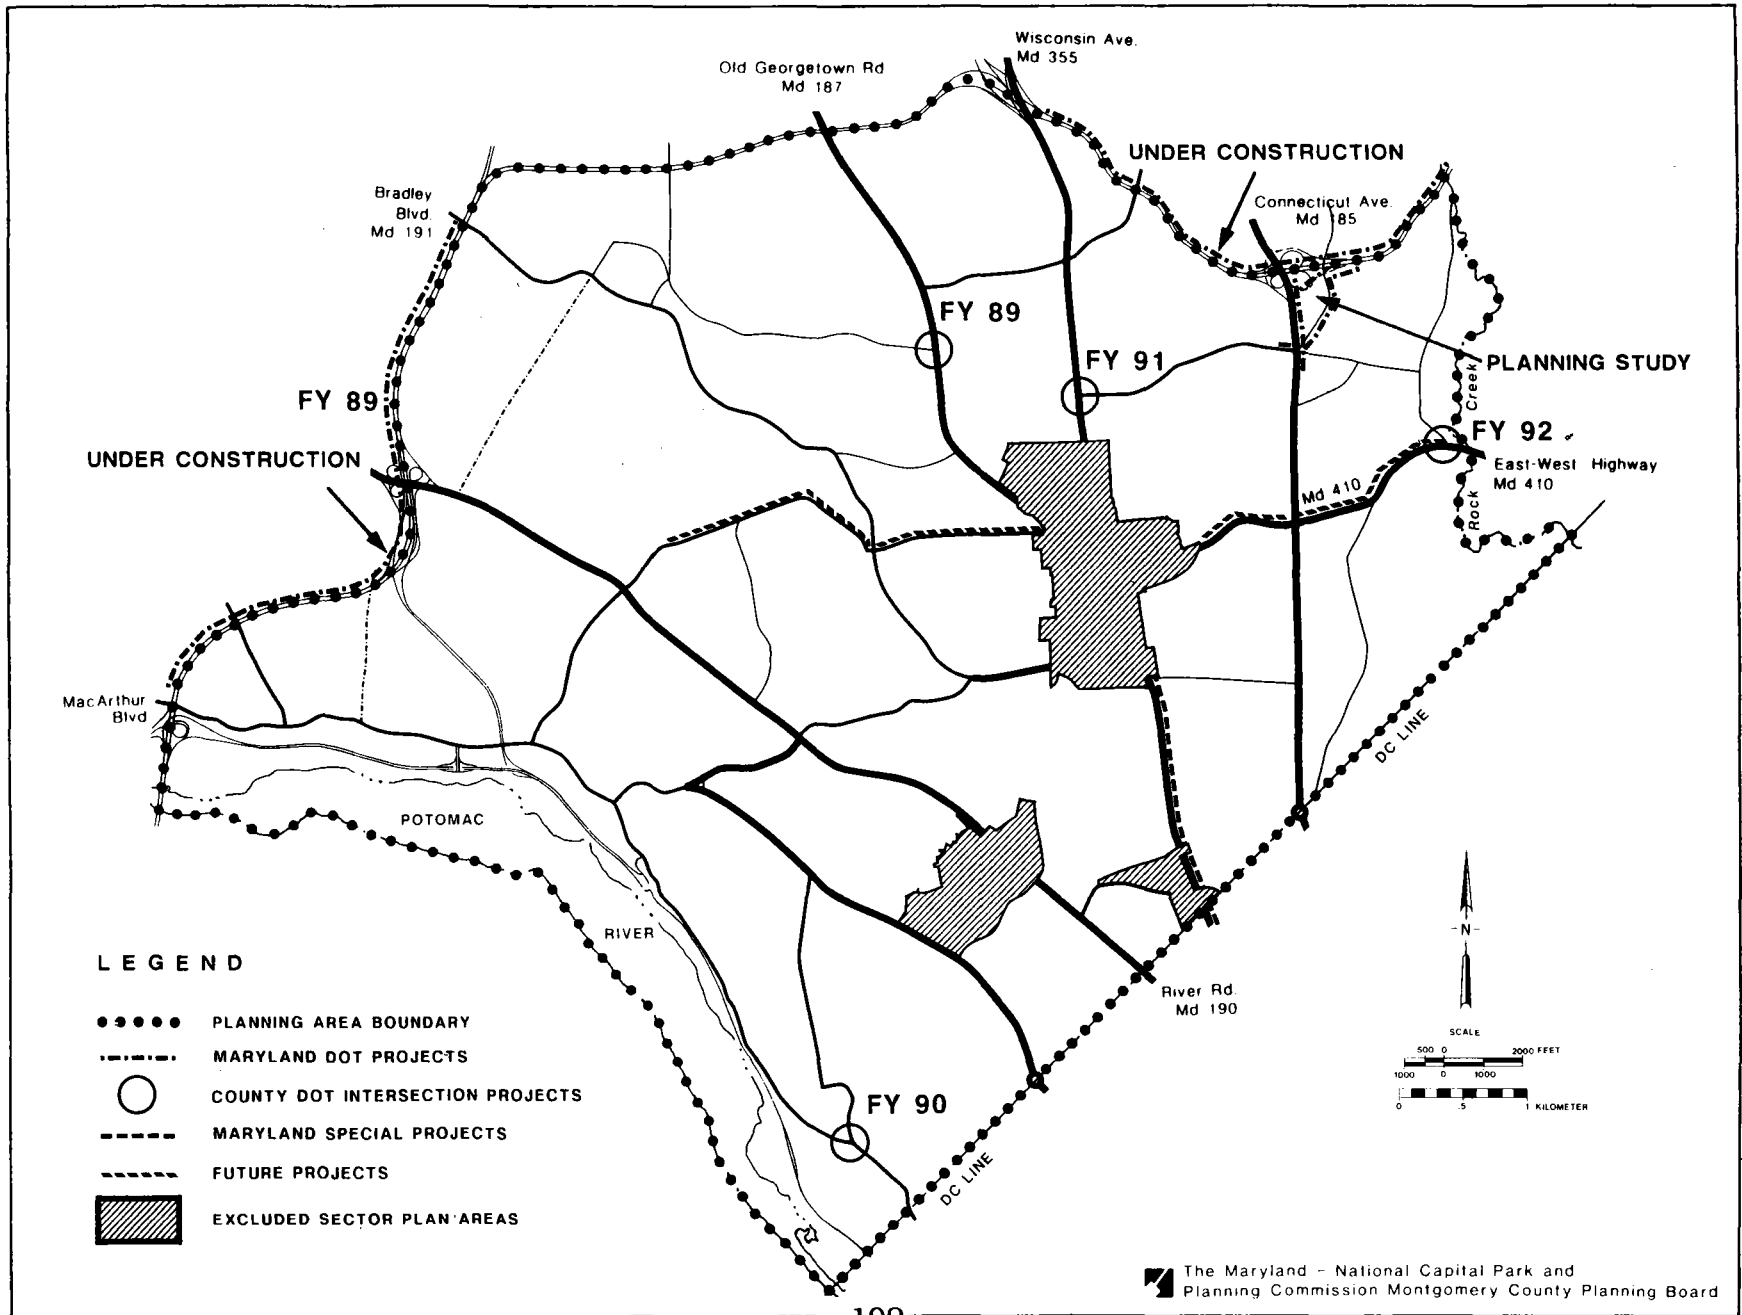 Wisconsin Ave.
Md 355
Old Georgetown Rd
Md 187
UNDER CONSTRUCTION
Bradley
Blvd.
Md 191
Connecticut Ave.
Md 185
FY 89
FY 91
PLANNING STUDY
FY 89
Creek
FY 92
UNDER CONSTRUCTION
East-West Highway
Md 410
Md 410
Rock
MacArthur
Blvd
DC LINE
POTOMAC
RIVER
N
LEGEND
River Rd.
Md 190
PLANNING AREA BOUNDARY
SCALE
500 0 2000 FEET
1000 0 1000
MARYLAND DOT PROJECTS
COUNTY DOT INTERSECTION PROJECTS
0 .5 1 KILOMETER
FY 90
MARYLAND SPECIAL PROJECTS
FUTURE PROJECTS
DC LINE
EXCLUDED SECTOR PLAN AREAS
The Maryland - National Capital Park and
Planning Commission Montgomery County Planning Board